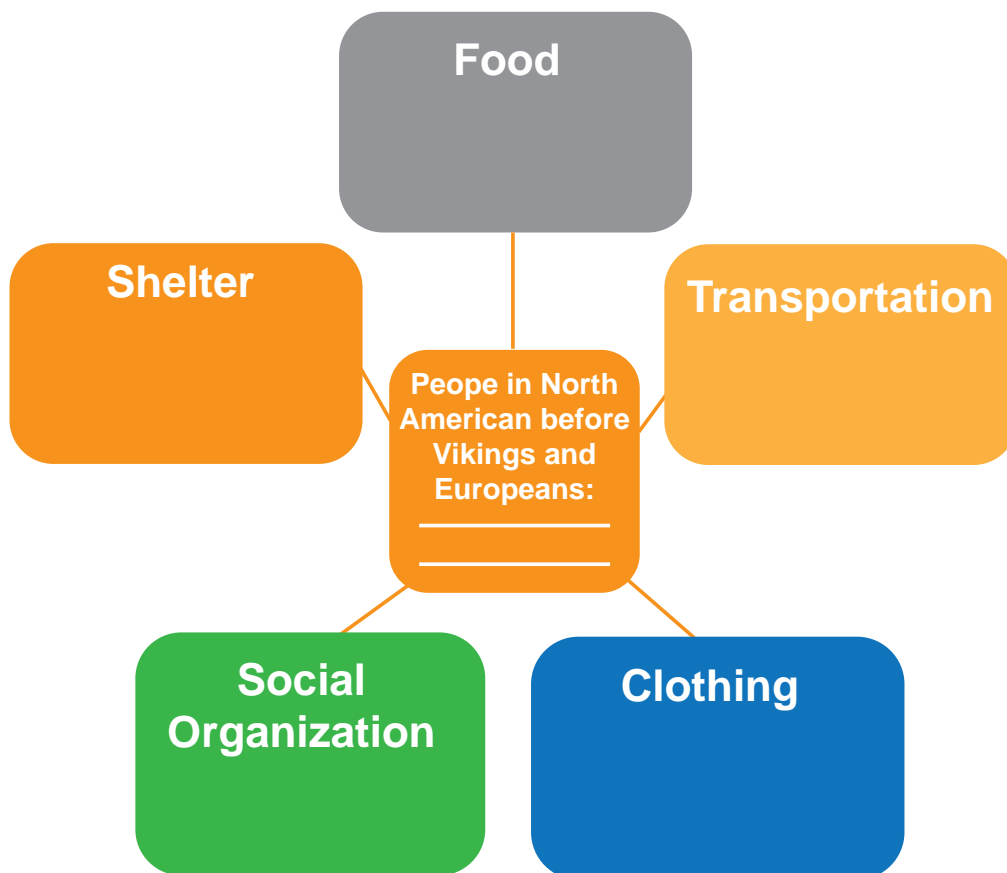 Food
Shelter
Transportation
Peope in North
American before
Vikings and
Europeans:
Social
Organization
Clothing